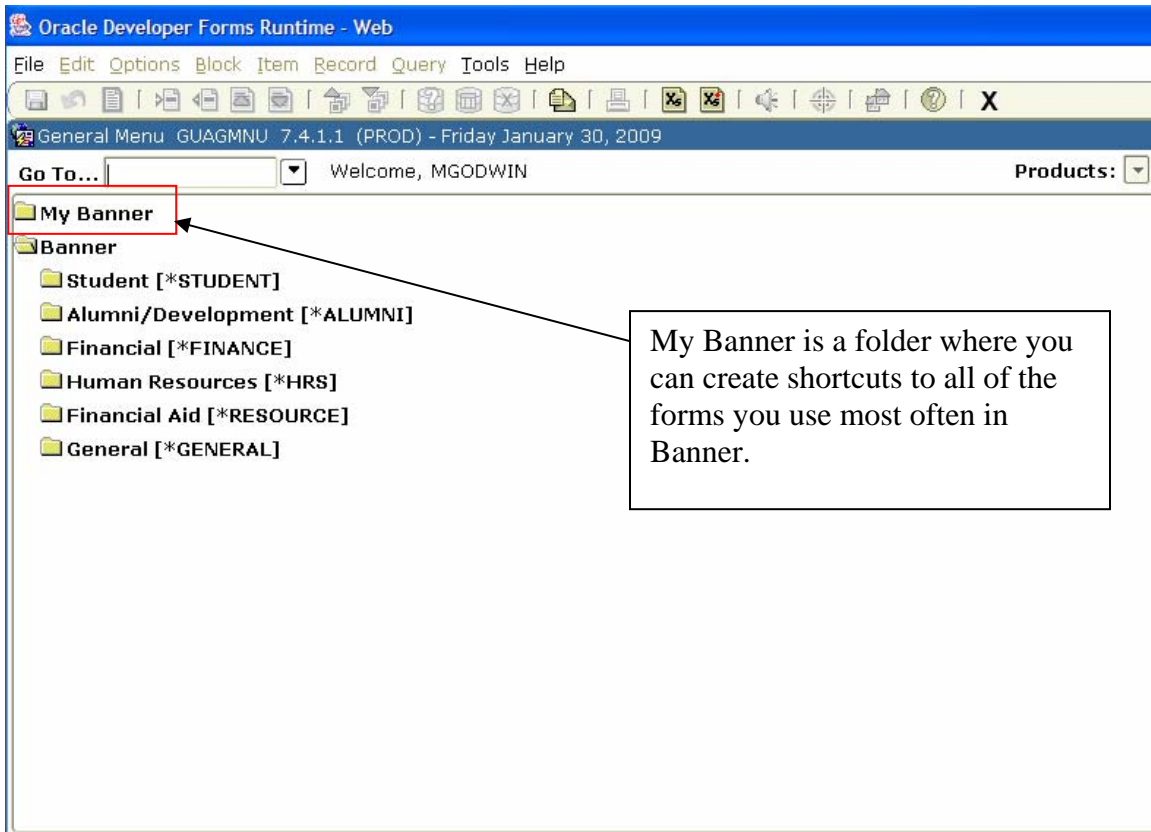 Oracle Developer Forms Runtime - Web
File Edit Options Block Item Record Query Tools Help
X
General Menu GUAGMNU 7.4.1.1 (PROD) - Friday January 30, 2009
Go To... Welcome, MGODWIN Products:
My Banner
Banner
Student [*STUDENT]
Alumni/Development [*ALUMNI]
Financial [*FINANCE]
Human Resources [*HRS]
Financial Aid [*RESOURCE]
General [*GENERAL]
My Banner is a folder where you
can create shortcuts to all of the
forms you use most often in
Banner.